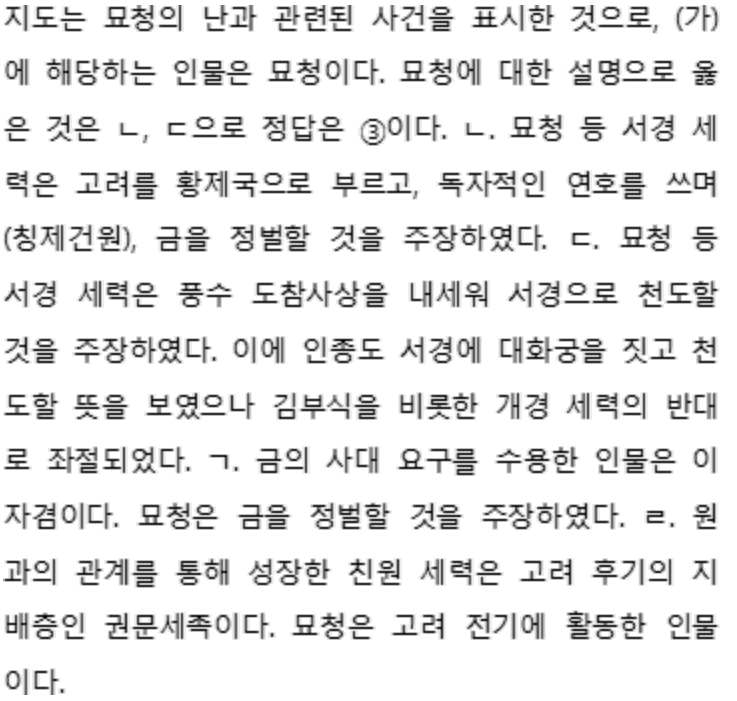 지도는 묘청의 난과 관련된 사건을 표시한 것으로, (가)
에 해당하는 인물은 묘청이다. 묘청에 대한 설명으로 옳
은 것은 ㄴ, ㄷ으로 정답은 ③이다. ㄴ. 묘청 등 서경 세
력은 고려를 황제국으로 부르고, 독자적인 연호를 쓰며
(칭제건원), 금을 정벌할 것을 주장하였다. ㄷ. 묘청 등
서경 세력은 풍수 도참사상을 내세워 서경으로 천도할
것을 주장하였다. 이에 인종도 서경에 대화궁을 짓고 천
도할 뜻을 보였으나 김부식을 비롯한 개경 세력의 반대
로 좌절되었다. ㄱ. 금의 사대 요구를 수용한 인물은 이
자겸이다. 묘청은 금을 정벌할 것을 주장하였다. ㄹ. 원
과의 관계를 통해 성장한 친원 세력은 고려 후기의 지
배층인 권문세족이다. 묘청은 고려 전기에 활동한 인물
이다.